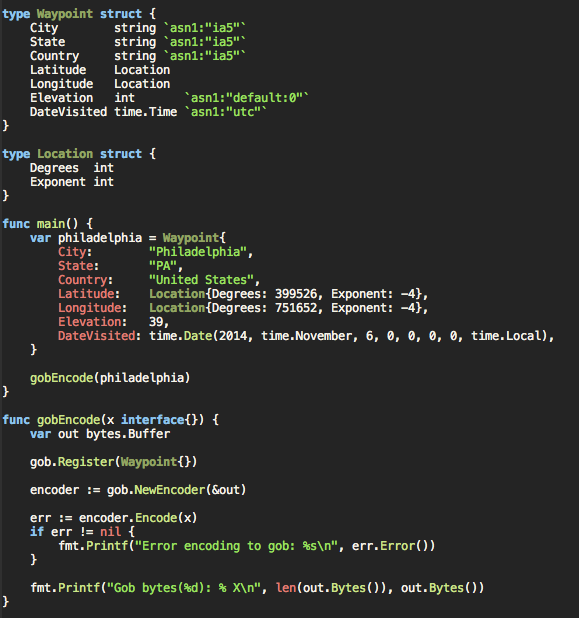 type Waypoint struct {
    City        string `asn1:"ia5"`
    State       string `asn1:"ia5"`
    Country     string `asn1:"ia5"`
    Latitude    Location
    Longitude   Location
    Elevation   int       `asn1:"default:0"`
    DateVisited time.Time `asn1:"utc"`
}

type Location struct {
    Degrees  int
    Exponent int
}

func main() {
    var philadelphia = Waypoint{
        City:        "Philadelphia",
        State:       "PA",
        Country:     "United States",
        Latitude:    Location{Degrees: 399526, Exponent: -4},
        Longitude:   Location{Degrees: 751652, Exponent: -4},
        Elevation:   39,
        DateVisited: time.Date(2014, time.November, 6, 0, 0, 0, 0, time.Local),
    }

    gobEncode(philadelphia)
}

func gobEncode(x interface{}) {
    var out bytes.Buffer

    gob.Register(Waypoint{})

    encoder := gob.NewEncoder(&out)

    err := encoder.Encode(x)
    if err != nil {
        fmt.Printf("Error encoding to gob: %s\n", err.Error())
    }

    fmt.Printf("Gob bytes(%d): % X\n", len(out.Bytes()), out.Bytes())
}